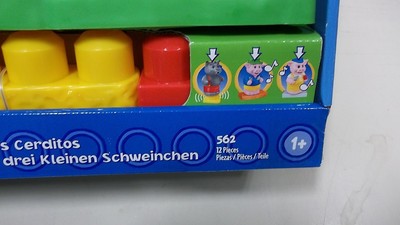 s Cerditos
drei Kleinen Schweinchen
562
12 Pieces
Piezas / Pièces / Teile
1+